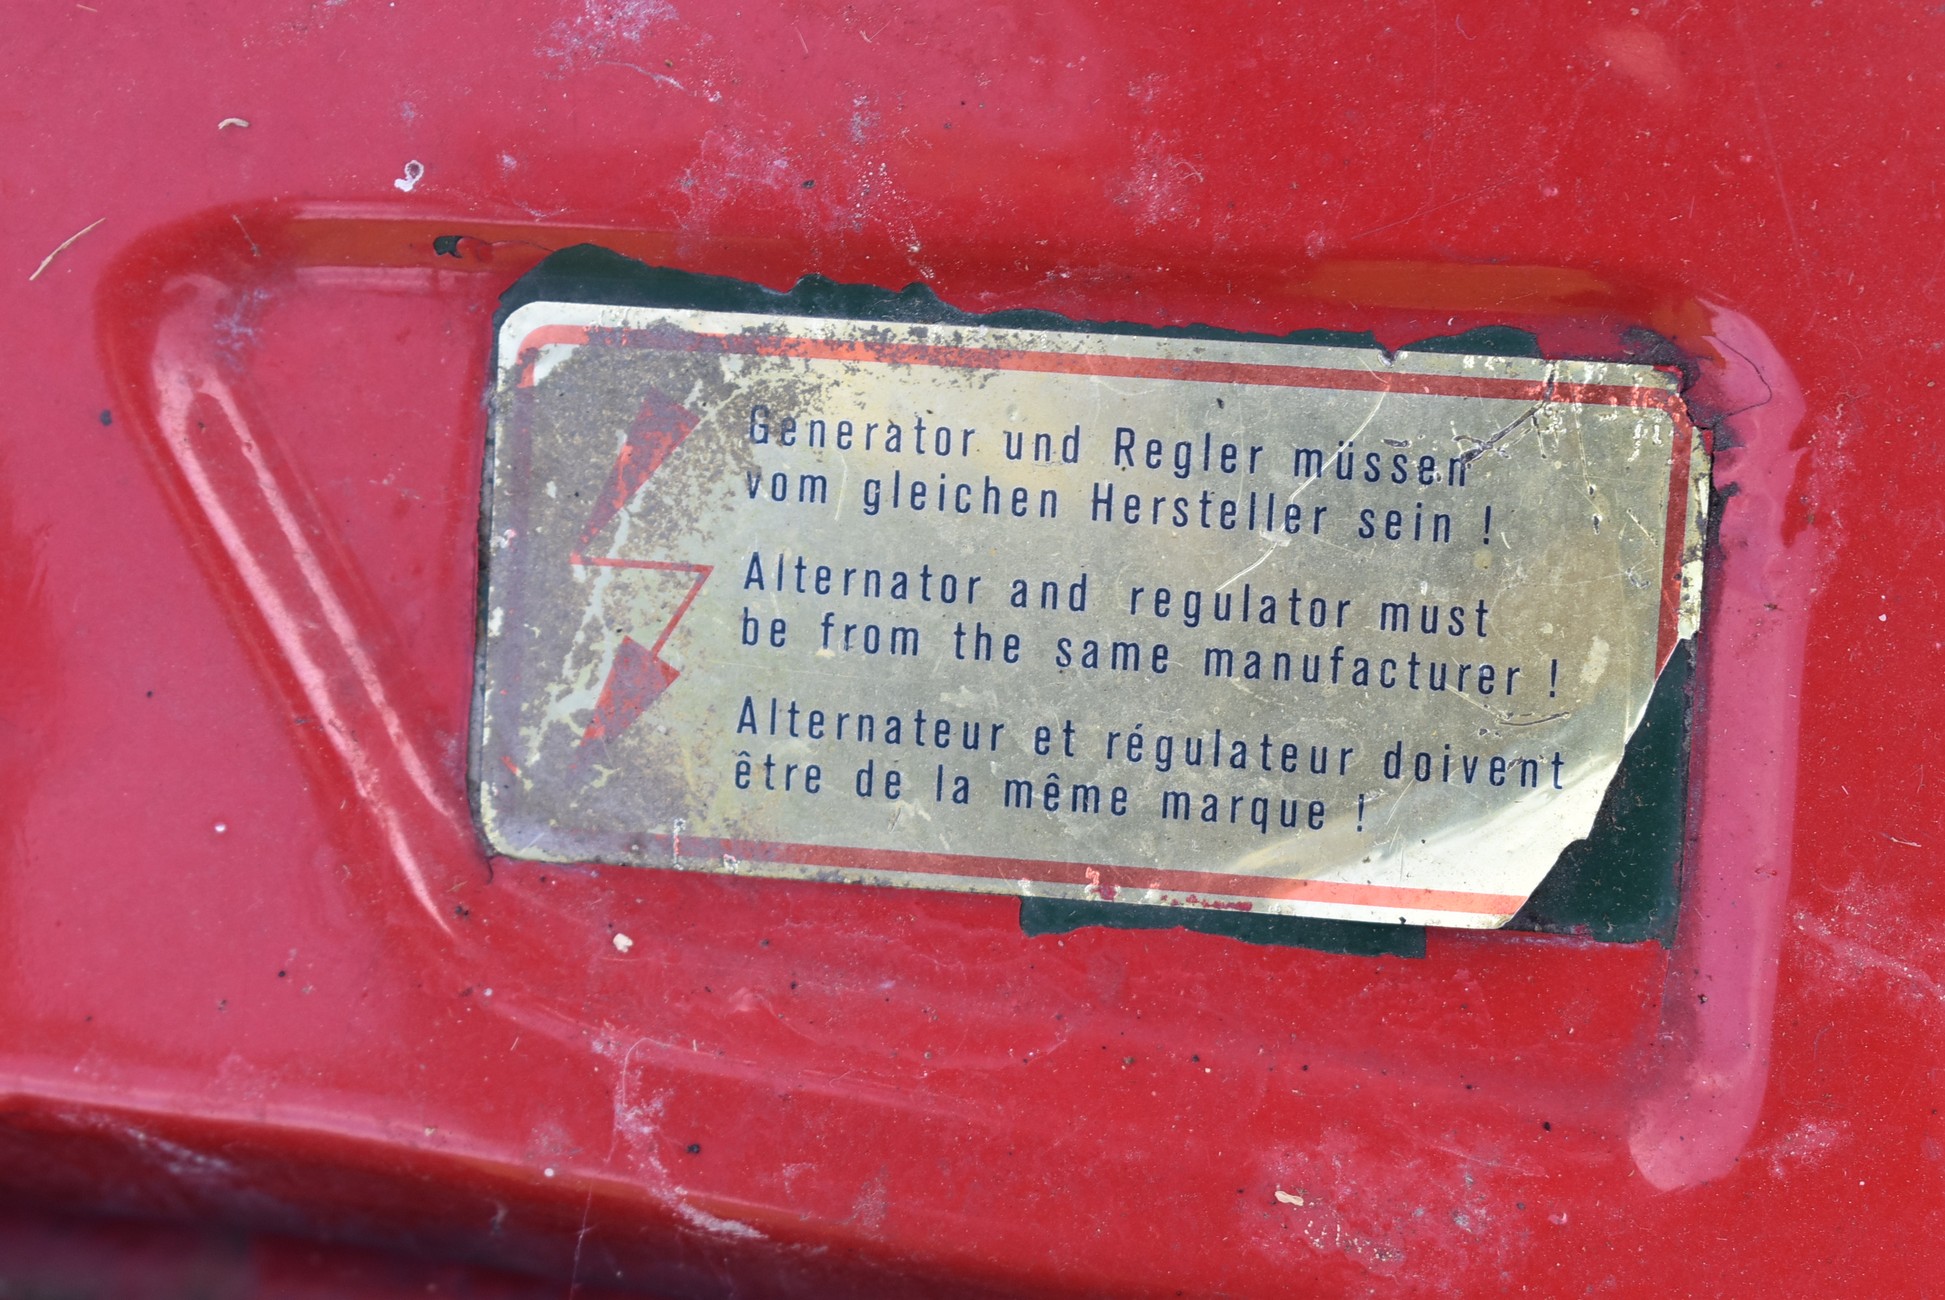 Generator und Regler müssen
vom gleichen Hersteller sein !
Alternator and regulator must
be from the same manufacturer !
Alternateur et régulateur doivent
être de la même marque !